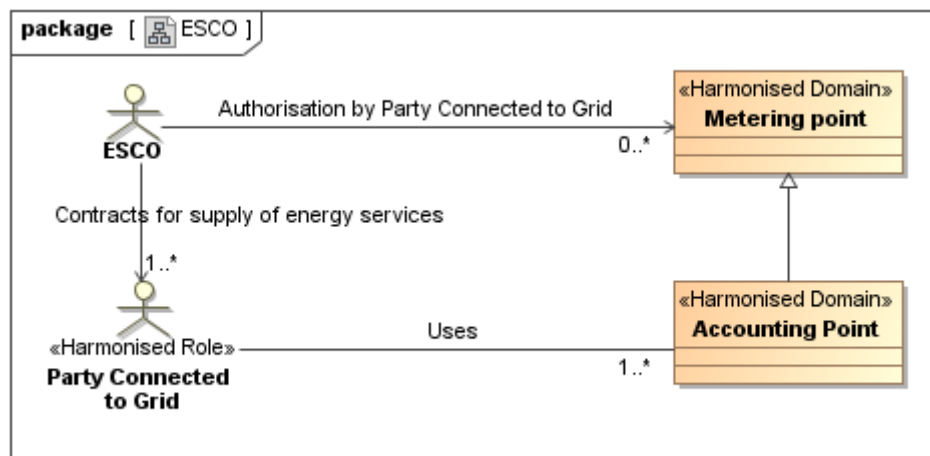 package [ ESCO ]
«Harmonised Domain»
Metering point
Authorisation by Party Connected to Grid
0..*
ESCO
Contracts for supply of energy services
1..*
«Harmonised Role»
Party Connected
to Grid
Uses
1..*
«Harmonised Domain»
Accounting Point